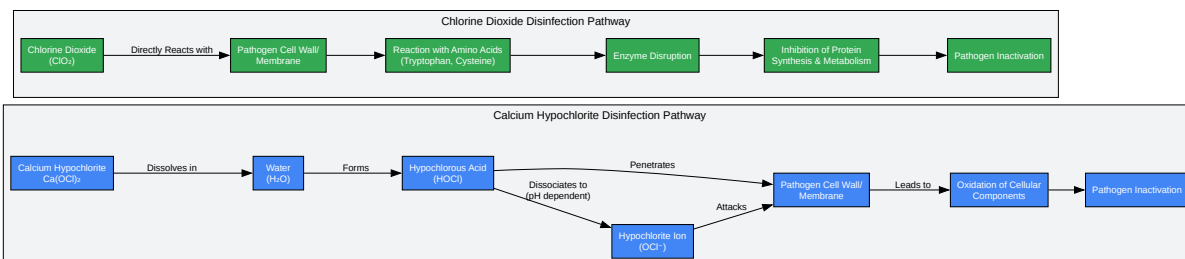 Chlorine Dioxide Disinfection Pathway
Chlorine Dioxide
(ClO₂)
Directly Reacts with
Pathogen Cell Wall/
Membrane
Reaction with Amino Acids
(Tryptophan, Cysteine)
Enzyme Disruption
Inhibition of Protein
Synthesis & Metabolism
Pathogen Inactivation
Calcium Hypochlorite Disinfection Pathway
Calcium Hypochlorite
Ca(OCl)₂
Dissolves in
Water
(H₂O)
Forms
Hypochlorous Acid
(HOCl)
Penetrates
Dissociates to
(pH dependent)
Hypochlorite Ion
(OCl⁻)
Attacks
Pathogen Cell Wall/
Membrane
Leads to
Oxidation of Cellular
Components
Pathogen Inactivation